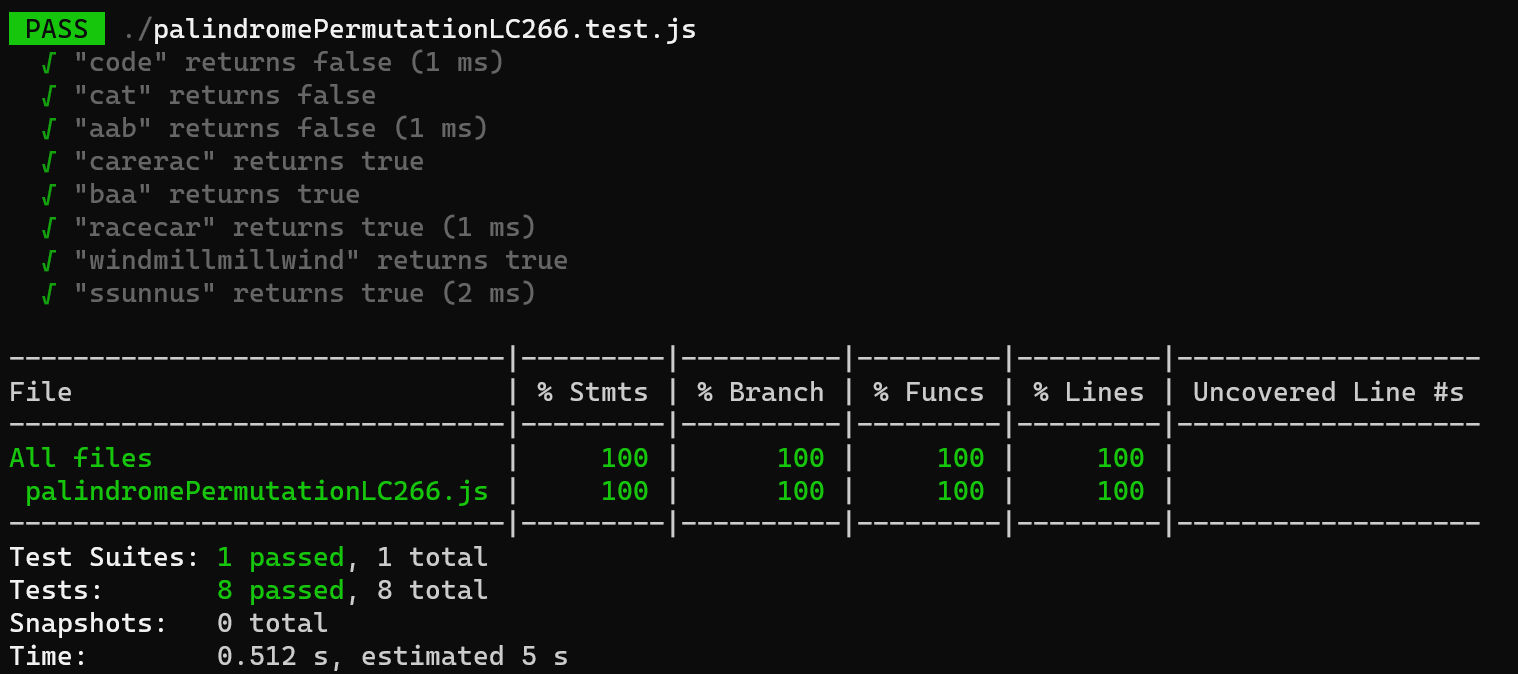 PASS ./palindromePermutationLC266.test.js
√ "code" returns false (1 ms)
√ "cat" returns false
√ "aab" returns false (1 ms)
√ "carerac" returns true
√ "baa" returns true
√ "racecar" returns true (1 ms)
√ "windmillmillwind" returns true
√ "ssunnus" returns true (2 ms)
-------------------------------|---------|----------|---------|---------|-------------------
File | % Stmts | % Branch | % Funcs | % Lines | Uncovered Line #s
-------------------------------|---------|----------|---------|---------|-------------------
All files | 100 | 100 | 100 | 100 |
palindromePermutationLC266.js | 100 | 100 | 100 | 100 |
-------------------------------|---------|----------|---------|---------|-------------------
Test Suites: 1 passed, 1 total
Tests: 8 passed, 8 total
Snapshots: 0 total
Time: 0.512 s, estimated 5 s